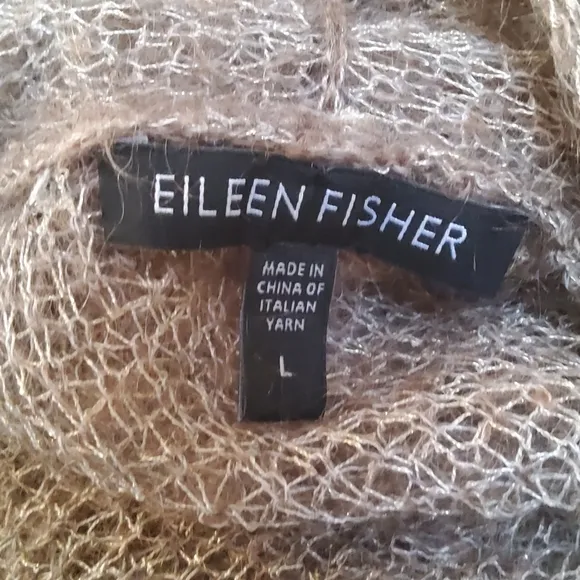 EILEEN FISHER
MADE IN
CHINA OF
ITALIAN
YARN
L